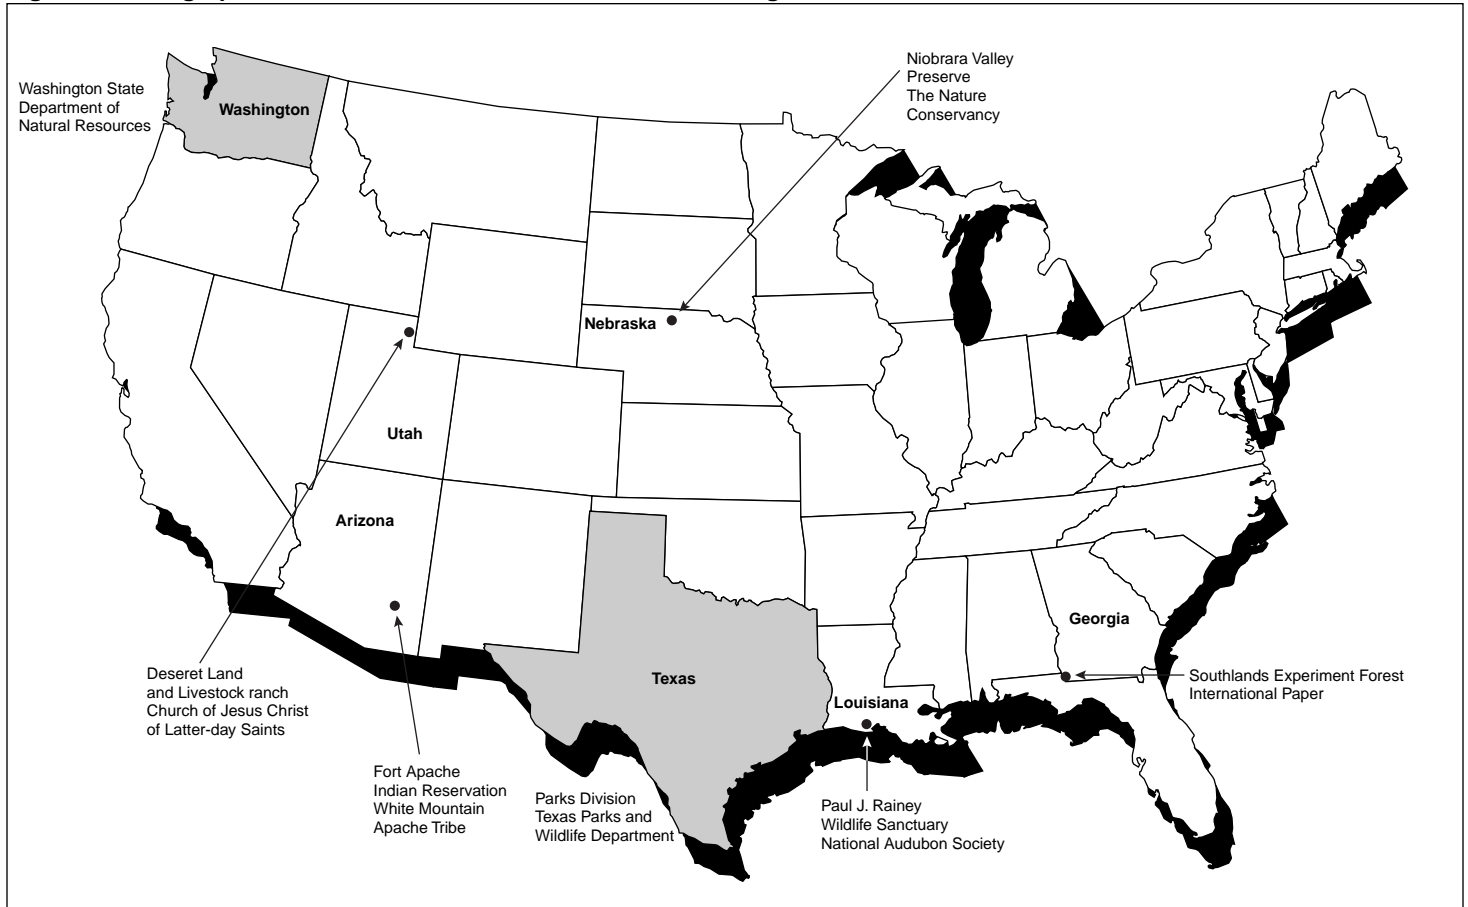 Niobrara Valley
Preserve
The Nature
Conservancy
Washington State
Department of
Natural Resources
Washington
Nebraska
Utah
Arizona
Georgia
Texas
Louisiana
Southlands Experiment Forest
International Paper
Deseret Land
and Livestock ranch
Church of Jesus Christ
of Latter-day Saints
Fort Apache
Indian Reservation
White Mountain
Apache Tribe
Parks Division
Texas Parks and
Wildlife Department
Paul J. Rainey
Wildlife Sanctuary
National Audubon Society